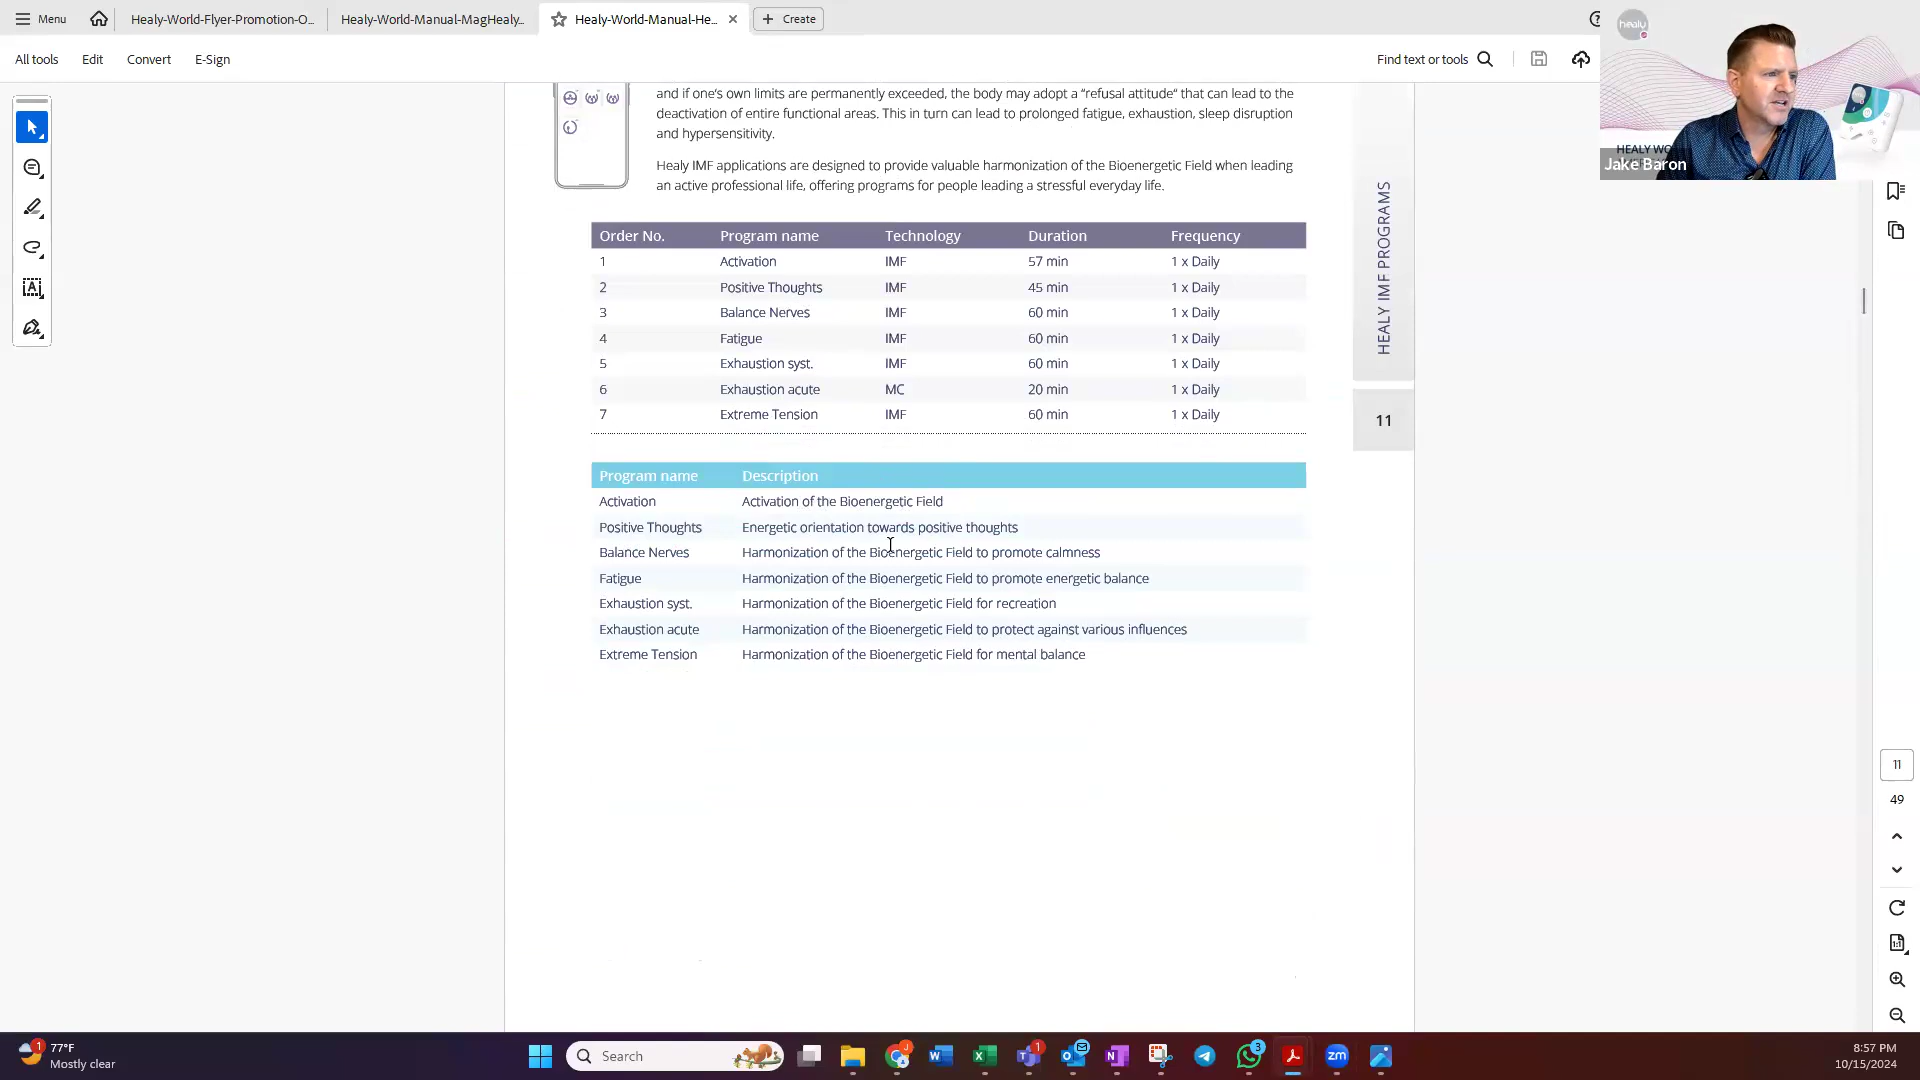 Menu
Healy-World-Flyer-Promotion-O...
Healy-World-Manual-MagHealy...
Healy-World-Manual-He...
Create
All tools
Edit
Convert
E-Sign
Find text or tools
healy
HEALY WO
Jake Baron
and if one's own limits are permanently exceeded, the body may adopt a "refusal attitude" that can lead to the
deactivation of entire functional areas. This in turn can lead to prolonged fatigue, exhaustion, sleep disruption
and hypersensitivity.
Healy IMF applications are designed to provide valuable harmonization of the Bioenergetic Field when leading
an active professional life, offering programs for people leading a stressful everyday life.
HEALY IMF PROGRAMS
11
Order No. Program name Technology Duration Frequency
1 Activation IMF 57 min 1 x Daily
2 Positive Thoughts IMF 45 min 1 x Daily
3 Balance Nerves IMF 60 min 1 x Daily
4 Fatigue IMF 60 min 1 x Daily
5 Exhaustion syst. IMF 60 min 1 x Daily
6 Exhaustion acute MC 20 min 1 x Daily
7 Extreme Tension IMF 60 min 1 x Daily
Program name Description
Activation Activation of the Bioenergetic Field
Positive Thoughts Energetic orientation towards positive thoughts
Balance Nerves Harmonization of the Bioenergetic Field to promote calmness
Fatigue Harmonization of the Bioenergetic Field to promote energetic balance
Exhaustion syst. Harmonization of the Bioenergetic Field for recreation
Exhaustion acute Harmonization of the Bioenergetic Field to protect against various influences
Extreme Tension Harmonization of the Bioenergetic Field for mental balance
11
49
1
77°F
Mostly clear
Search
1
3
zm
8:57 PM
10/15/2024